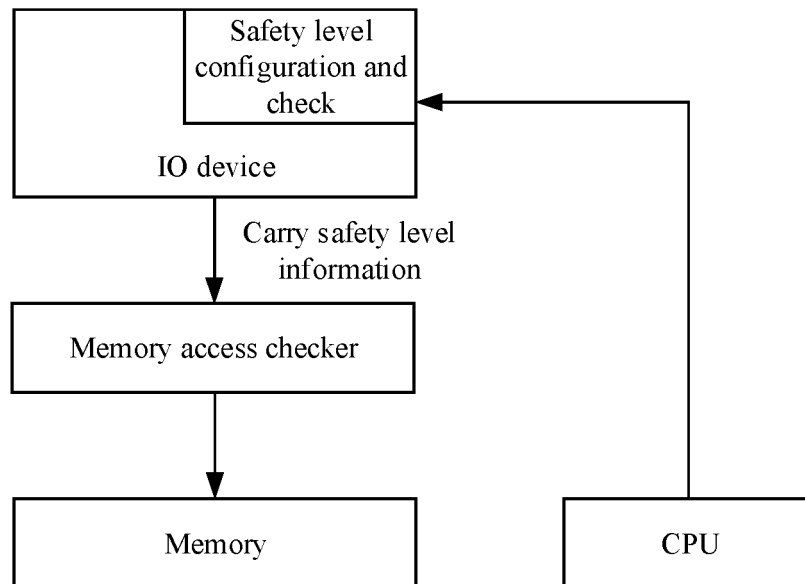 Safety level
configuration and
check
IO device
Carry safety level
information
Memory access checker
Memory
CPU